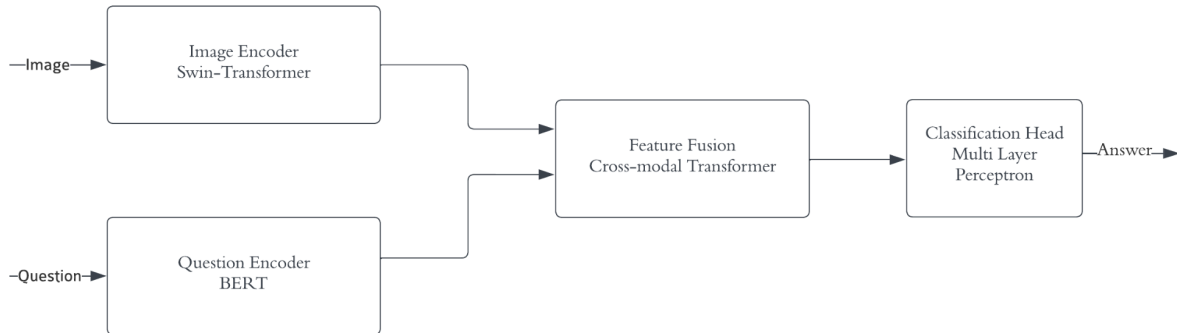 Image
Image Encoder
Swin-Transformer
Question
Question Encoder
BERT
Feature Fusion
Cross-modal Transformer
Classification Head
Multi Layer
Perceptron
Answer